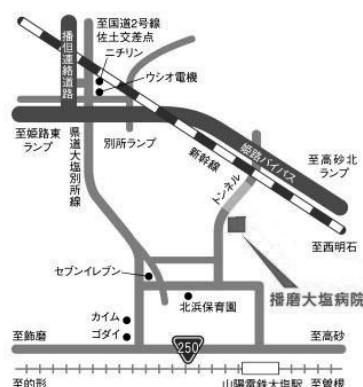 至国道2号線
佐土交差点
ニチリン
ウシオ電機
播但連絡道路
至姫路東
ランプ
県道大塩別所線
別所ランプ
新幹線
姫路バイパス
至高砂北
ランプ
トンネル
至西明石
播磨大塩病院
セブンイレブン
北浜保育園
カイム
ゴダイ
至飾磨
250
至高砂
至的形
山陽電鉄大塩駅
至曽根